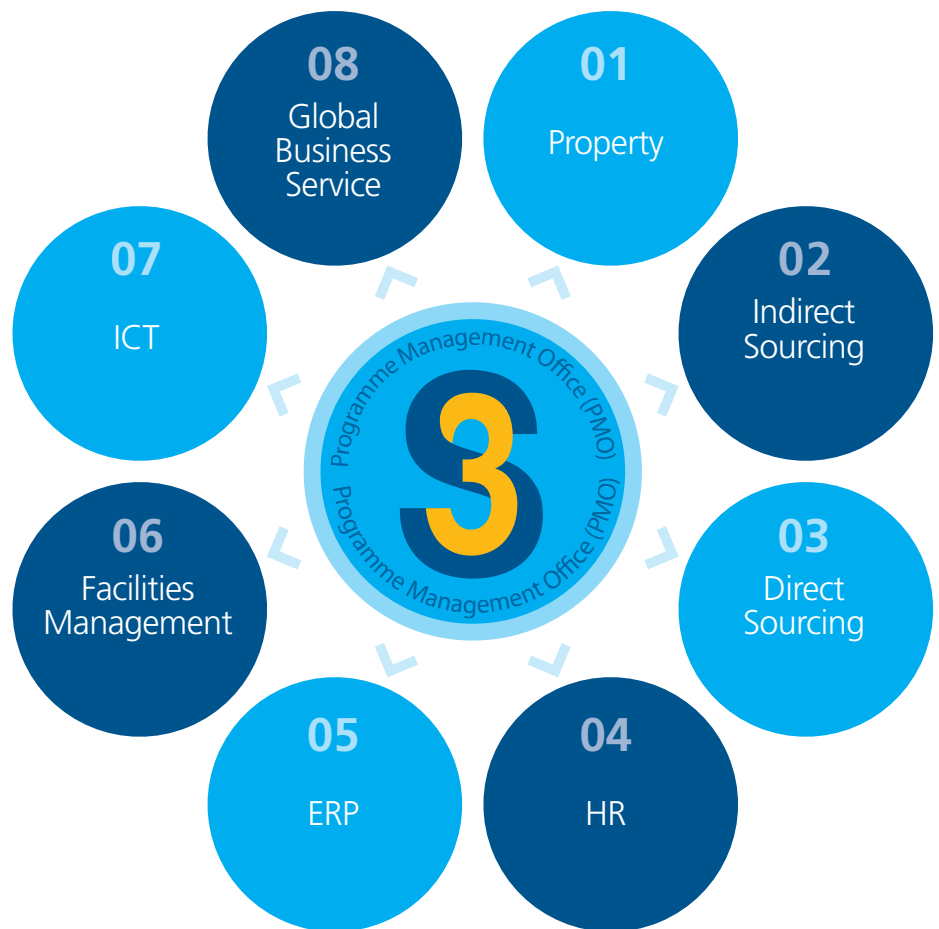 01
Property
02
Indirect
Sourcing
03
Direct
Sourcing
04
HR
05
ERP
06
Facilities
Management
07
ICT
08
Global
Business
Service
Programme Management Office (PMO)
S3
Programme Management Office (PMO)